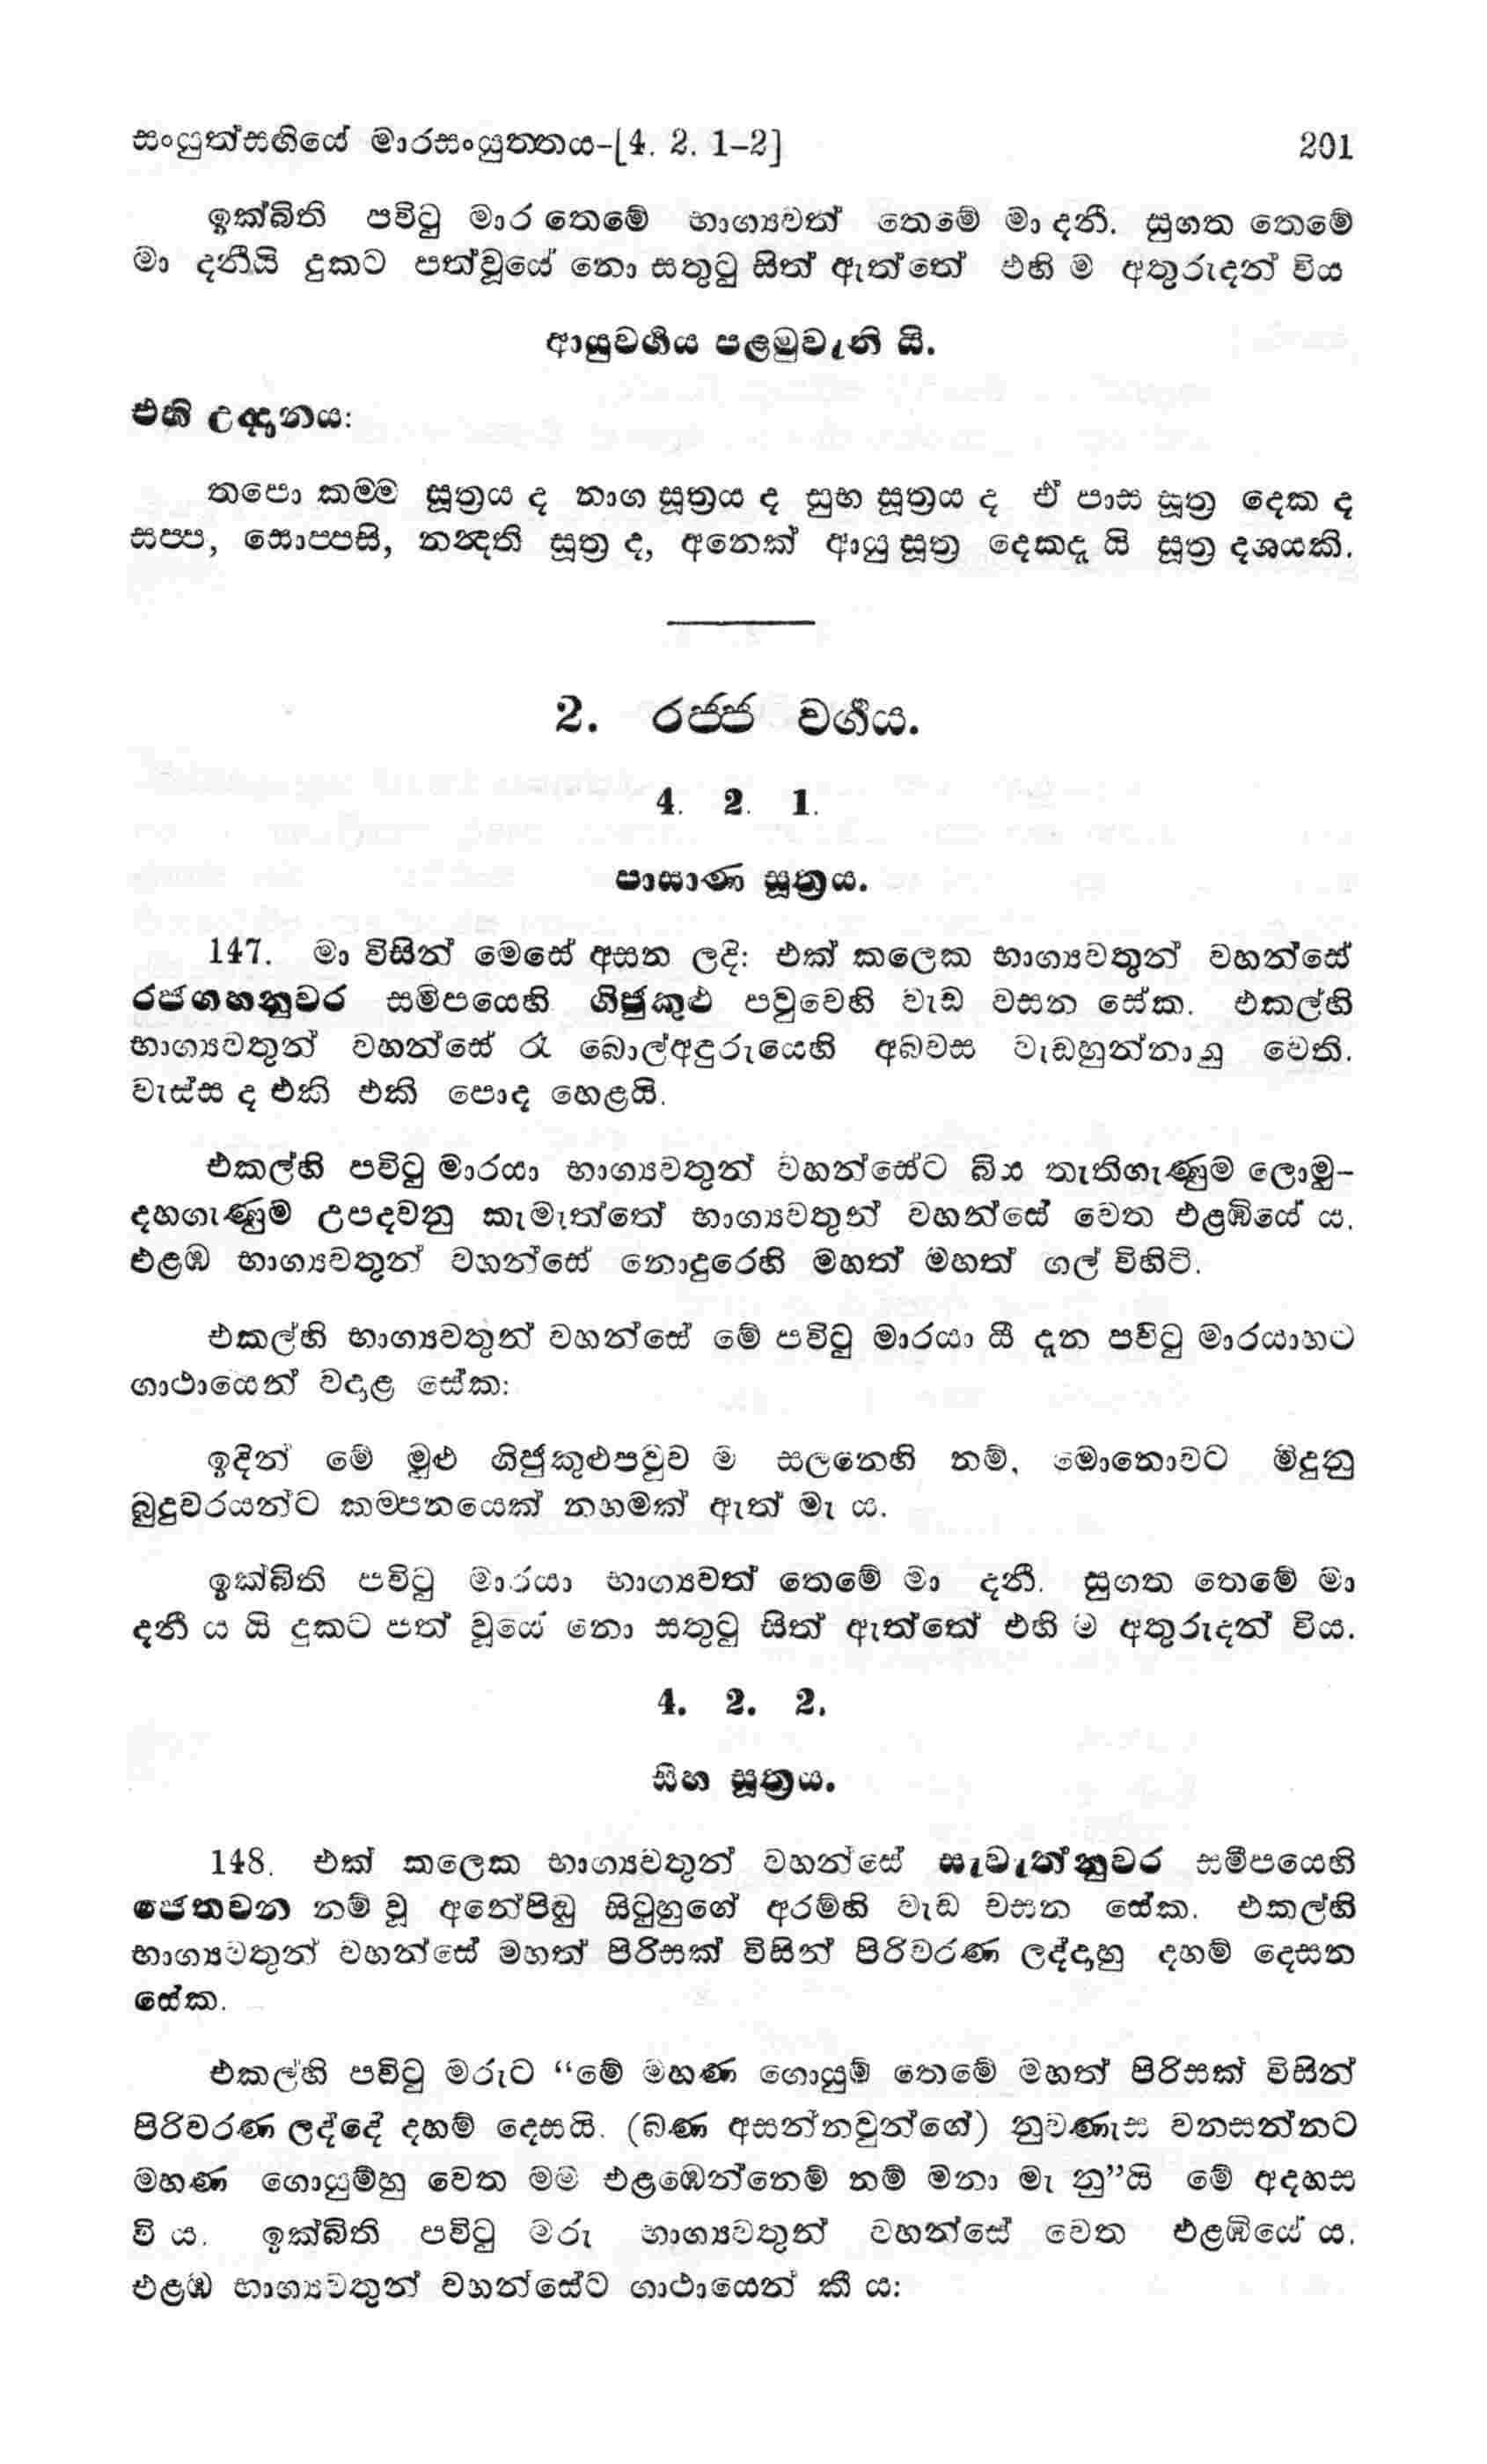 සංයුත්සඟියේ මාරසංයුත්තය-[4. 2. 1-2] 201
ඉක්බිති පවිටු මාර තෙමේ භාග්‍යවත් තෙමේ මා දනී. සුගත තෙමේ
මා දනීයි දුකට පත්වූයේ නො සතුටු සිත් ඇත්තේ එහි ම අතුරුදන් විය
ආයුවර්‍ගය පළමුවැනි යි.
එහි උද්‍දානය:
තපො කම්ම සූත්‍රය ද නාග සූත්‍රය ද සුභ සූත්‍රය ද ඒ පාස සූත්‍ර දෙක ද
සප්ප, සොප්පසි, නන්‍දති සූත්‍ර ද, අනෙක් ආයු සූත්‍ර දෙකදැ යි සූත්‍ර දශයකි.
2. රජ්ජ වර්‍ගය.
4. 2. 1.
පාසාණ සූත්‍රය.
147. මා විසින් මෙසේ අසන ලදි: එක් කලෙක භාග්‍යවතුන් වහන්සේ
රජගහනුවර සමීපයෙහි ගිජුකුළු පව්වෙහි වැඩ වසන සේක. එකල්හි
භාග්‍යවතුන් වහන්සේ රෑ බොල්අඳුරුයෙහි අබවස වැඩහුන්නාහු වෙති.
වැස්ස ද එකි එකි පොද හෙළයි.
එකල්හි පවිටු මාරයා භාග්‍යවතුන් වහන්සේට බිය තැතිගැණුම ලොමු-
දහගැණුම උපදවනු කැමැත්තේ භාග්‍යවතුන් වහන්සේ වෙත එළඹියේ ය.
එළඹ භාග්‍යවතුන් වහන්සේ නොදුරෙහි මහත් මහත් ගල් විහිටි.
එකල්හි භාග්‍යවතුන් වහන්සේ මේ පවිටු මාරයා යී දැන පවිටු මාරයාහට
ගාථායෙන් වදාළ සේක:
ඉදින් මේ මුළු ගිජුකුළුපවුව ම සලනෙහි නම්, මොනොවට මිදුනු
බුදුවරයන්ට කම්පනයෙක් නහමක් ඇත් මැ ය.
ඉක්බිති පවිටු මාරයා භාග්‍යවත් තෙමේ මා දනී. සුගත තෙමේ මා
දනී ය යි දුකට පත් වූයේ නො සතුටු සිත් ඇත්තේ එහි ම අතුරුදන් විය.
4. 2. 2.
සීහ සූත්‍රය.
148. එක් කලෙක භාග්‍යවතුන් වහන්සේ සැවැත්නුවර සමීපයෙහි
ජෙතවන නම් වූ අනේපිඬු සිටුහුගේ අරම්හි වැඩ වසන සේක. එකල්හි
භාග්‍යවතුන් වහන්සේ මහත් පිරිසක් විසින් පිරිවරණ ලද්දාහු දහම් දෙසන
සේක.
එකල්හි පවිටු මරුට “මේ මහණ ගොයුම් තෙමේ මහත් පිරිසක් විසින්
පිරිවරණ ලද්දේ දහම් දෙසයි. (බණ අසන්නවුන්ගේ) නුවණැස වනසන්නට
මහණ ගොයුම්හු වෙත මම එළඹෙන්නෙම් නම් මනා මැ නු”යි මේ අදහස
වි ය. ඉක්බිති පවිටු මරු භාග්‍යවතුන් වහන්සේ වෙත එළඹියේ ය.
එළඹ භාග්‍යවතුන් වහන්සේට ගාථායෙන් කී ය: